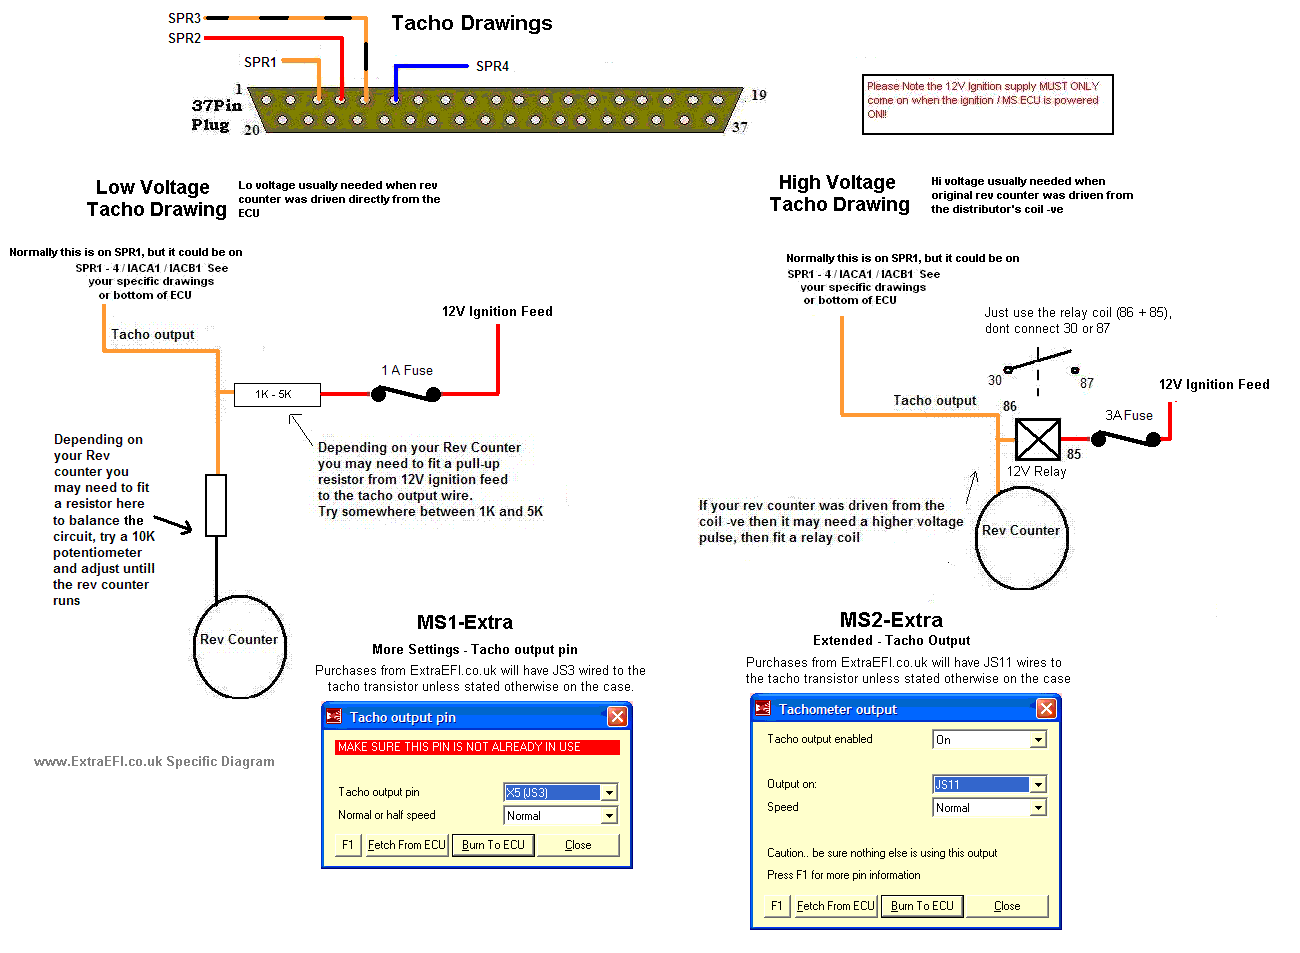 SPR3
SPR2
SPR1
SPR4
Tacho Drawings
1
19
37Pin
Plug
20
37
Please Note the 12V Ignition supply MUST ONLY
come on when the ignition / MS ECU is powered
ON!!
Low Voltage
Tacho Drawing
Lo voltage usually needed when rev
counter was driven directly from the
ECU
High Voltage
Tacho Drawing
Hi voltage usually needed when
original rev counter was driven from
the distributor's coil -ve
Normally this is on SPR1, but it could be on
SPR1 - 4 / IACA1 / IACB1 See
your specific drawings
or bottom of ECU
Tacho output
12V Ignition Feed
1 A Fuse
1K - 5K
Depending on your Rev Counter
you may need to fit a pull-up
resistor from 12V ignition feed
to the tacho output wire.
Try somewhere between 1K and 5K
Depending on
your Rev
counter you
may need to fit
a resistor here
to balance the
circuit, try a 10K
potentiometer
and adjust untill
the rev counter
runs
Rev Counter
Normally this is on SPR1, but it could be on
SPR1 - 4 / IACA1 / IACB1 See
your specific drawings
or bottom of ECU
Just use the relay coil (86 + 85),
dont connect 30 or 87
30
87
12V Ignition Feed
Tacho output
86
3A Fuse
85
12V Relay
If your rev counter was driven from the
coil -ve then it may need a higher voltage
pulse, then fit a relay coil
Rev Counter
MS1-Extra
More Settings - Tacho output pin
Purchases from ExtraEFI.co.uk will have JS3 wired to the
tacho transistor unless stated otherwise on the case.
Tacho output pin
MAKE SURE THIS PIN IS NOT ALREADY IN USE
Tacho output pin
X5 (JS3)
Normal or half speed
Normal
F1
Fetch From ECU
Burn To ECU
Close
MS2-Extra
Extended - Tacho Output
Purchases from ExtraEFI.co.uk will have JS11 wires to
the tacho transistor unless stated otherwise on the case
Tachometer output
Tacho output enabled
On
Output on:
JS11
Speed
Normal
Caution.. be sure nothing else is using this output
Press F1 for more pin information
F1
Fetch From ECU
Burn To ECU
Close
www.ExtraEFI.co.uk Specific Diagram